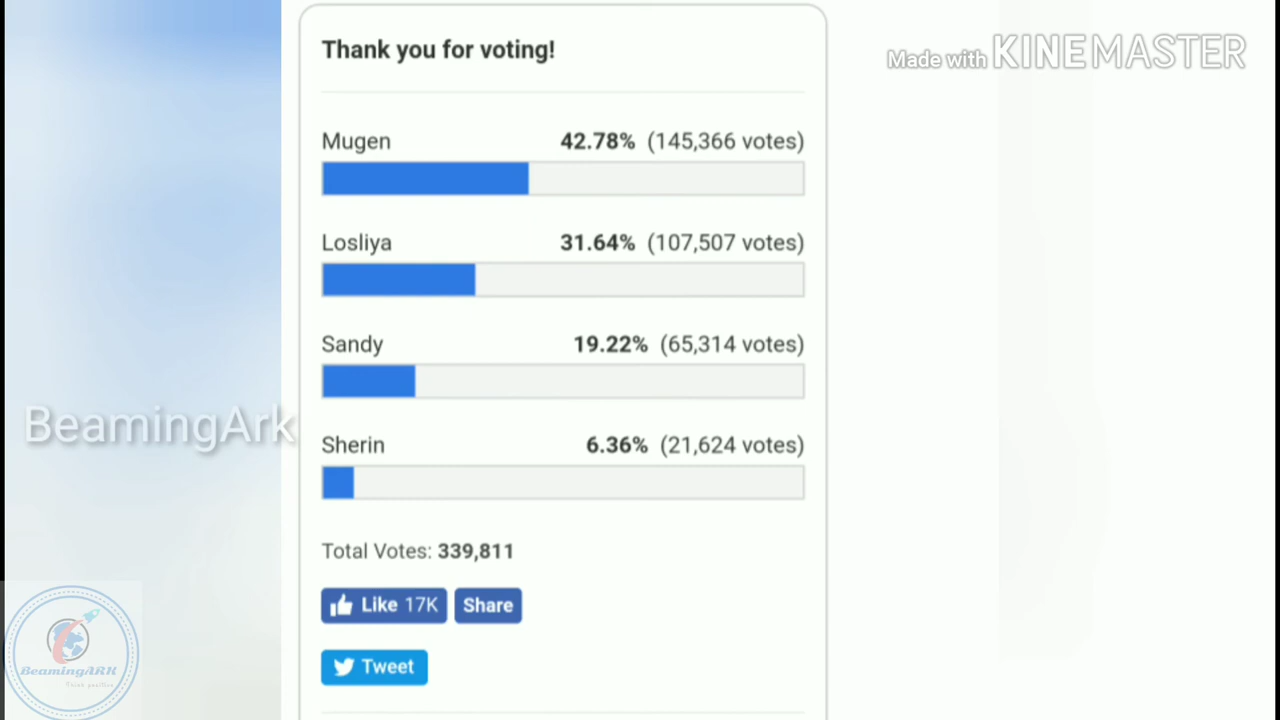 Thank you for voting!
Made with KINEMASTER
Mugen 42.78% (145,366 votes)
Losliya 31.64% (107,507 votes)
Sandy 19.22% (65,314 votes)
BeamingArk
Sherin 6.36% (21,624 votes)
Total Votes: 339,811
Like 17K Share
Tweet
BeamingARK
Think positive